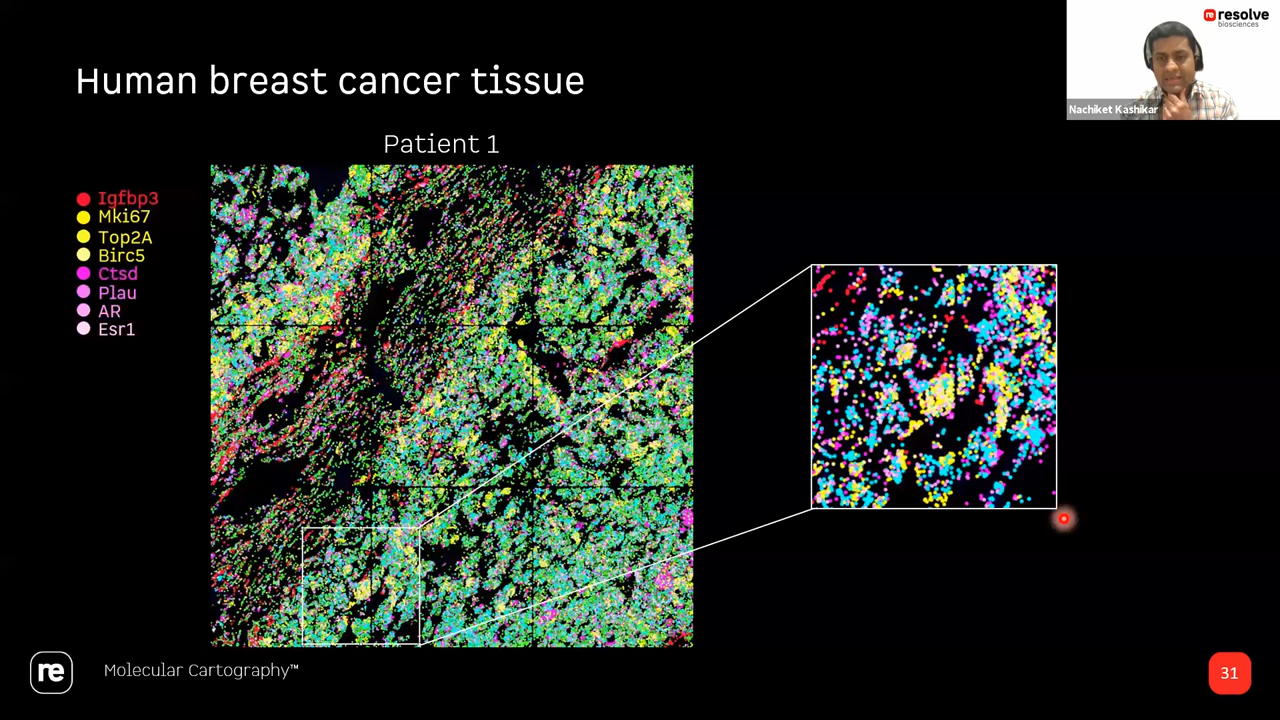 re resolve
biosciences
Nachiket Kashikar
Human breast cancer tissue
Patient 1
Igfbp3
Mki67
Top2A
Birc5
Ctsd
Plau
AR
Esr1
re
Molecular Cartography™
31